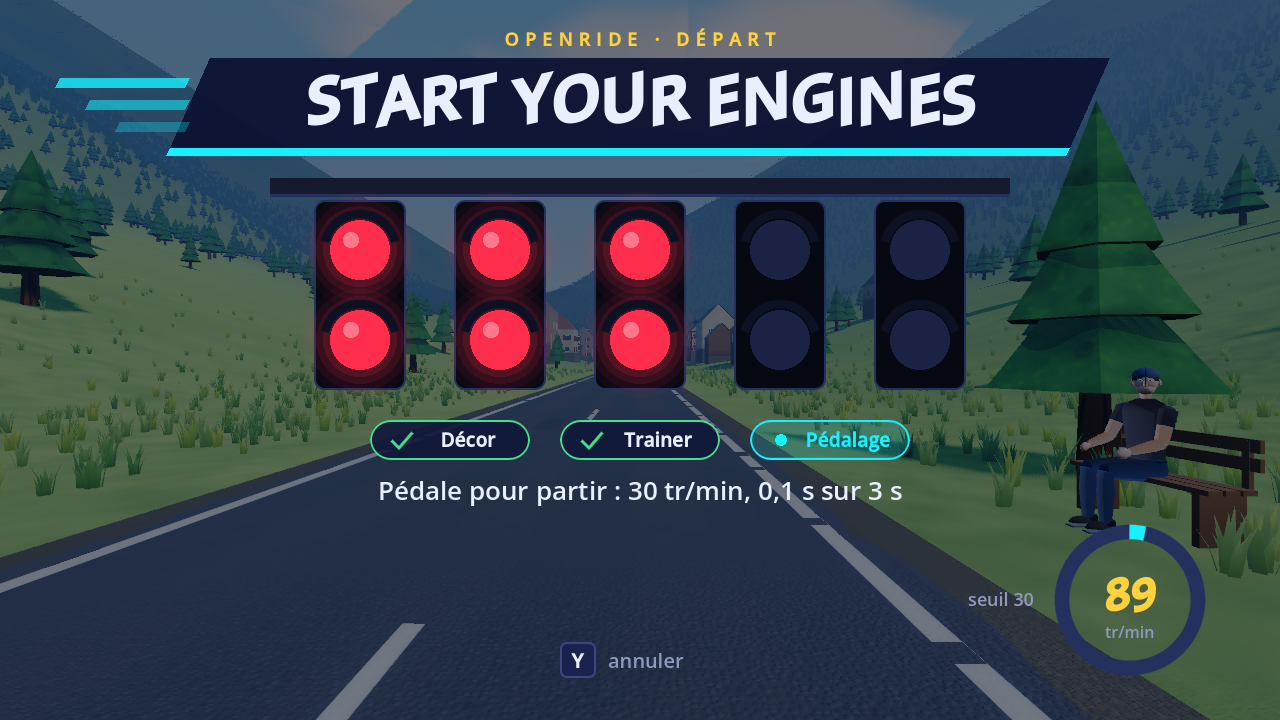 OPENRIDE · DÉPART
START YOUR ENGINES
Décor
Trainer
Pédalage
Pédale pour partir : 30 tr/min, 0,1 s sur 3 s
seuil 30
89
tr/min
Y annuler